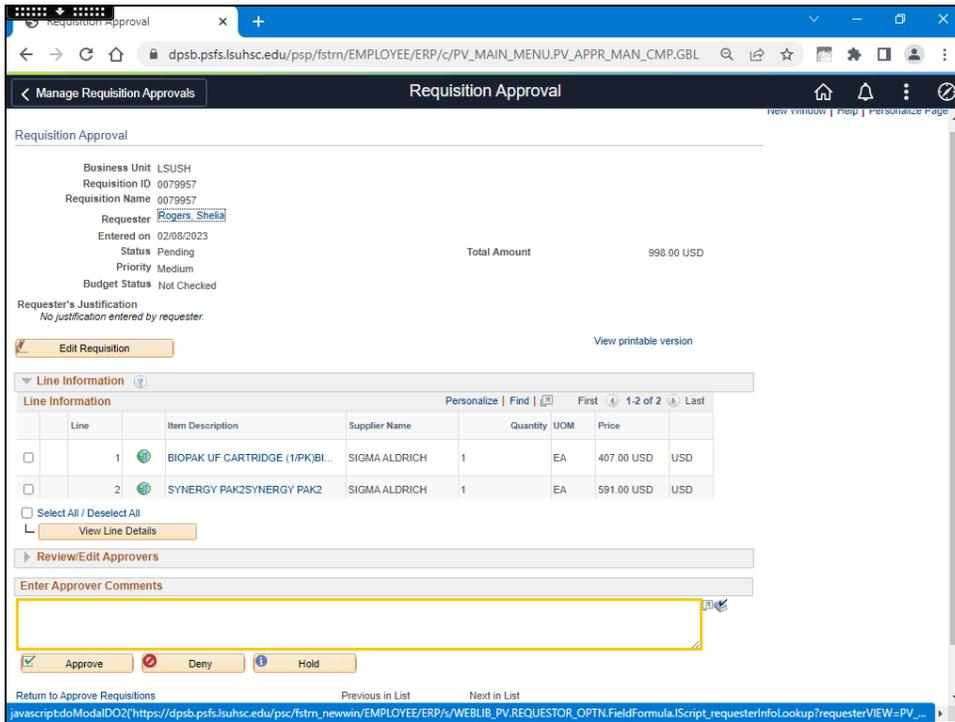 Requisition Approval
dpsb.psfs.lsuhsc.edu/psp/fstrn/EMPLOYEE/ERP/c/PV_MAIN_MENU.PV_APPR_MAN_CMP.GBL
Manage Requisition Approvals
Requisition Approval
New Window | Help | Personalize Page
Requisition Approval
Business Unit LSUSH
Requisition ID 0079957
Requisition Name 0079957
Requester Rogers, Shelia
Entered on 02/08/2023
Status Pending Total Amount 998.00 USD
Priority Medium
Budget Status Not Checked
Requester's Justification
No justification entered by requester.
Edit Requisition View printable version
Line Information ?
Line Information Personalize | Find | First 1-2 of 2 Last
Line Item Description Supplier Name Quantity UOM Price
1 BIOPAK UF CARTRIDGE (1/PK)BI... SIGMA ALDRICH 1 EA 407.00 USD USD
2 SYNERGY PAK2SYNERGY PAK2 SIGMA ALDRICH 1 EA 591.00 USD USD
Select All / Deselect All
View Line Details
Review/Edit Approvers
Enter Approver Comments
Approve Deny Hold
Return to Approve Requisitions Previous in List Next in List
javascript:doModalDO2('https://dpsb.psfs.lsuhsc.edu/psc/fstrn_newwin/EMPLOYEE/ERP/s/WEBLIB_PV.REQUESTOR_OPTN.FieldFormula.IScript_requesterInfoLookup?requesterVIEW=PV_...